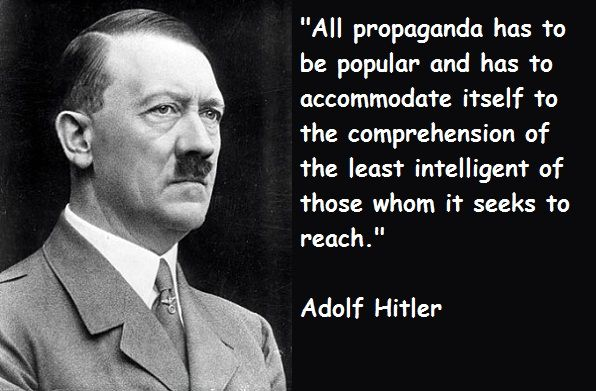 "All propaganda has to
be popular and has to
accommodate itself to
the comprehension of
the least intelligent of
those whom it seeks to
reach."
Adolf Hitler